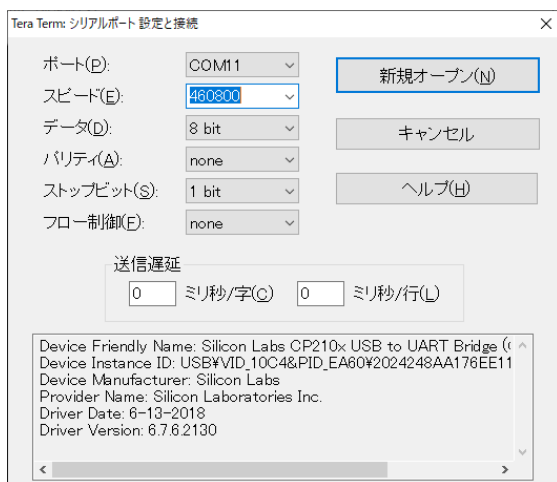 Tera Term: シリアルポート 設定と接続
ポート(P): COM11
新規オープン(N)
スピード(E): 460800
データ(D): 8 bit
キャンセル
パリティ(A): none
ストップビット(S): 1 bit
ヘルプ(H)
フロー制御(F): none
送信遅延
0 ミリ秒/字(C) 0 ミリ秒/行(L)
Device Friendly Name: Silicon Labs CP210x USB to UART Bridge (
Device Instance ID: USB¥VID_10C4&PID_EA60¥2024248AA176EE11
Device Manufacturer: Silicon Labs
Provider Name: Silicon Laboratories Inc.
Driver Date: 6-13-2018
Driver Version: 6.7.6.2130